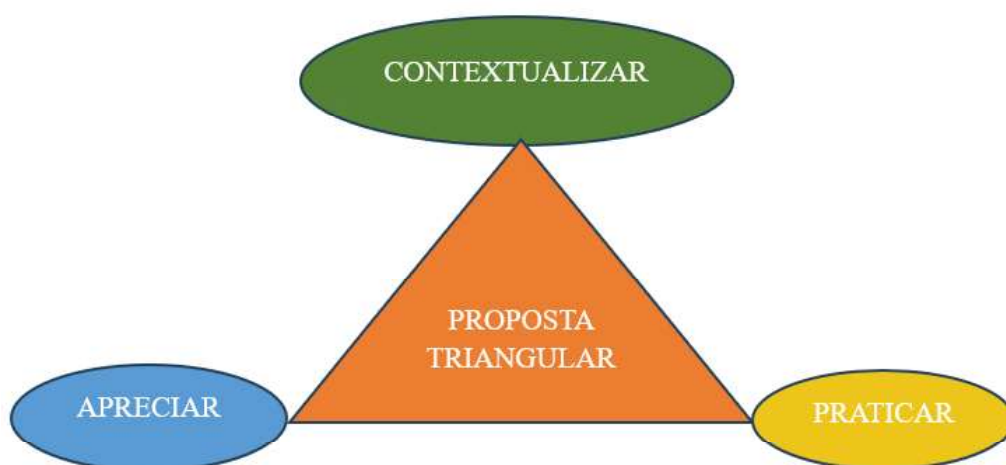 CONTEXTUALIZAR
PROPOSTA
TRIANGULAR
APRECIAR
PRATICAR